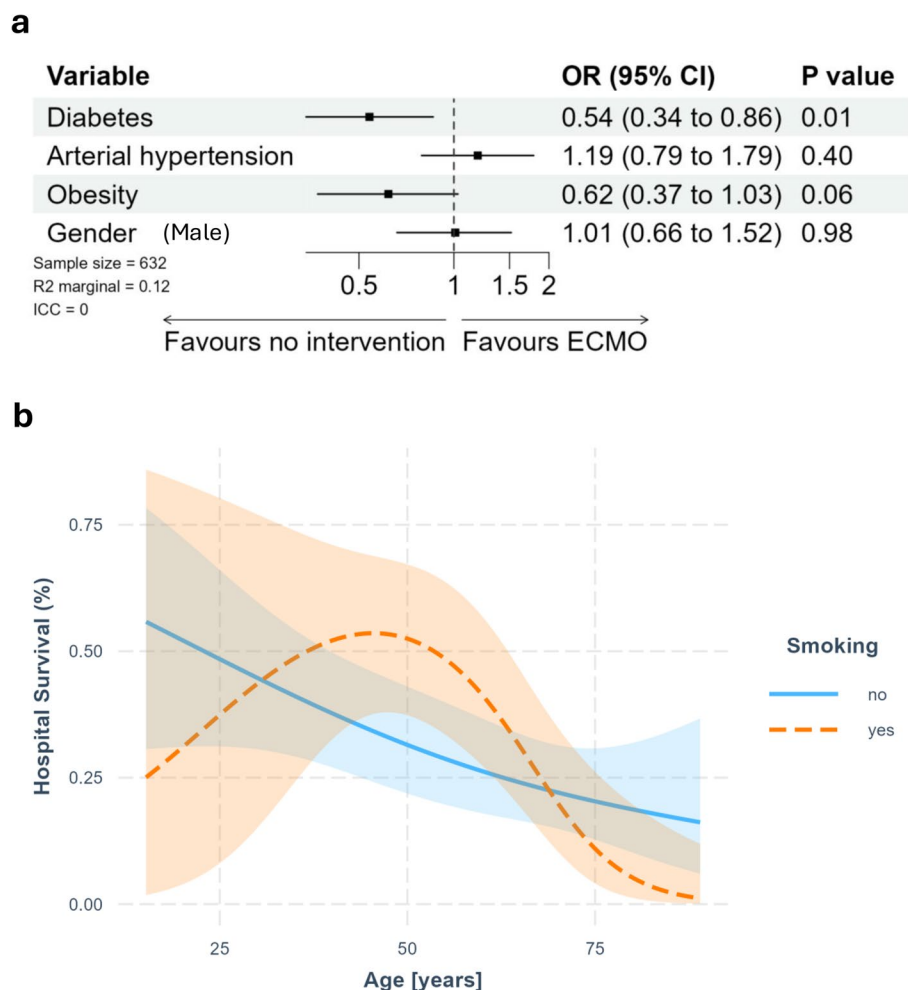 a
Variable OR (95% CI) P value
Diabetes 0.54 (0.34 to 0.86) 0.01
Arterial hypertension 1.19 (0.79 to 1.79) 0.40
Obesity 0.62 (0.37 to 1.03) 0.06
Gender (Male) 1.01 (0.66 to 1.52) 0.98
Sample size = 632
R2 marginal = 0.12
ICC = 0
0.5 1 1.5 2
Favours no intervention Favours ECMO
b
Hospital Survival (%)
0.75
0.50
0.25
0.00
25 50 75
Age [years]
Smoking
no
yes